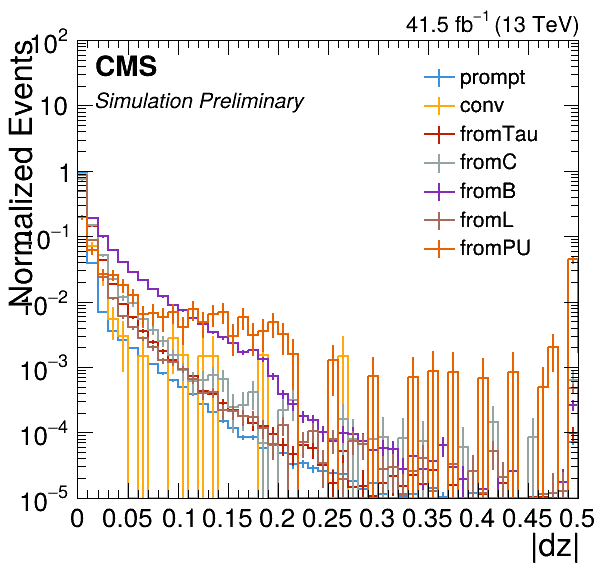 41.5 fb⁻¹ (13 TeV)
CMS
Simulation Preliminary
prompt
conv
fromTau
fromC
fromB
fromL
fromPU
Normalized Events
10²
10
1
10⁻¹
10⁻²
10⁻³
10⁻⁴
10⁻⁵
0 0.05 0.1 0.15 0.2 0.25 0.3 0.35 0.4 0.45 0.5
|dz|